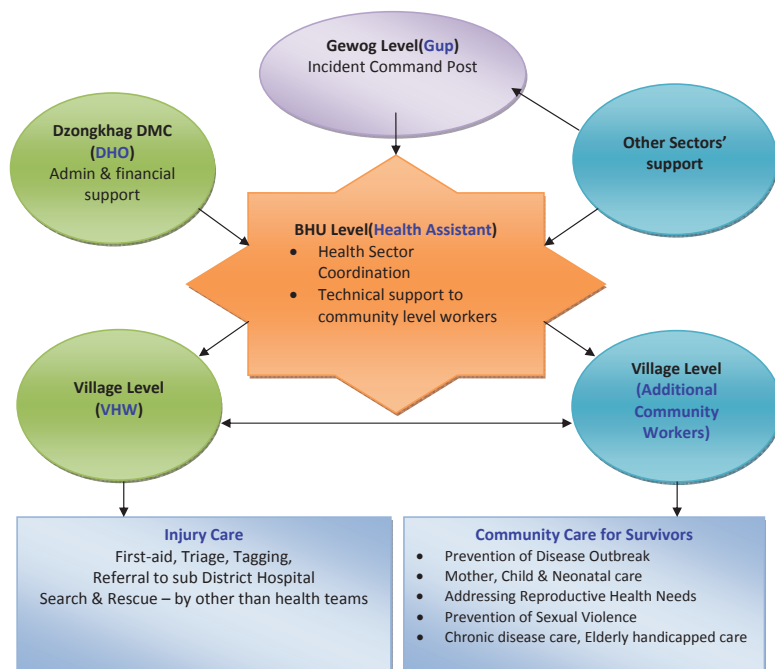 Gewog Level(Gup)
Incident Command Post
Dzongkhag DMC
(DHO)
Admin & financial
support
Other Sectors'
support
BHU Level(Health Assistant)
• Health Sector
Coordination
• Technical support to
community level workers
Village Level
(VHW)
Village Level
(Additional
Community
Workers)
Injury Care
First-aid, Triage, Tagging,
Referral to sub District Hospital
Search & Rescue – by other than health teams
Community Care for Survivors
• Prevention of Disease Outbreak
• Mother, Child & Neonatal care
• Addressing Reproductive Health Needs
• Prevention of Sexual Violence
• Chronic disease care, Elderly handicapped care